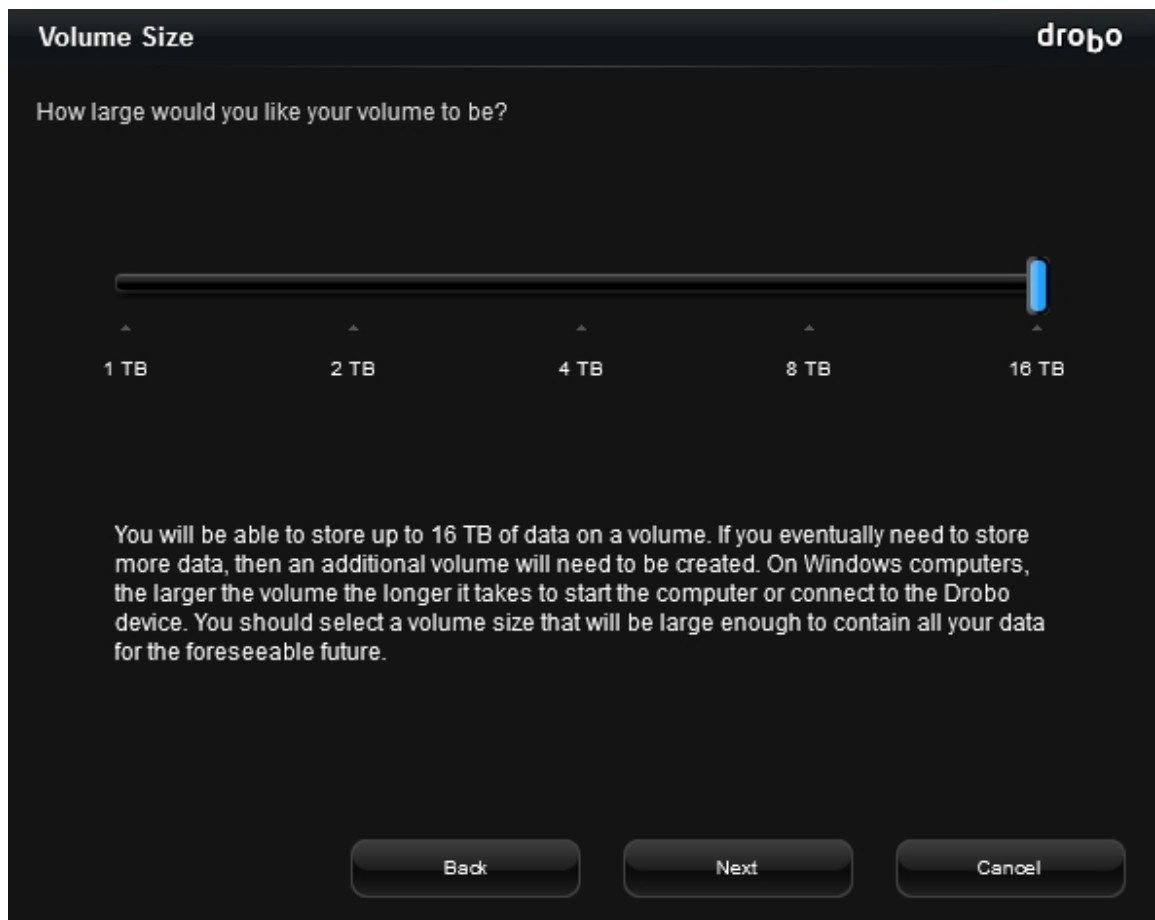 Volume Size
drobo
How large would you like your volume to be?
1 TB 2 TB 4 TB 8 TB 16 TB
You will be able to store up to 16 TB of data on a volume. If you eventually need to store
more data, then an additional volume will need to be created. On Windows computers,
the larger the volume the longer it takes to start the computer or connect to the Drobo
device. You should select a volume size that will be large enough to contain all your data
for the foreseeable future.
Back Next Cancel